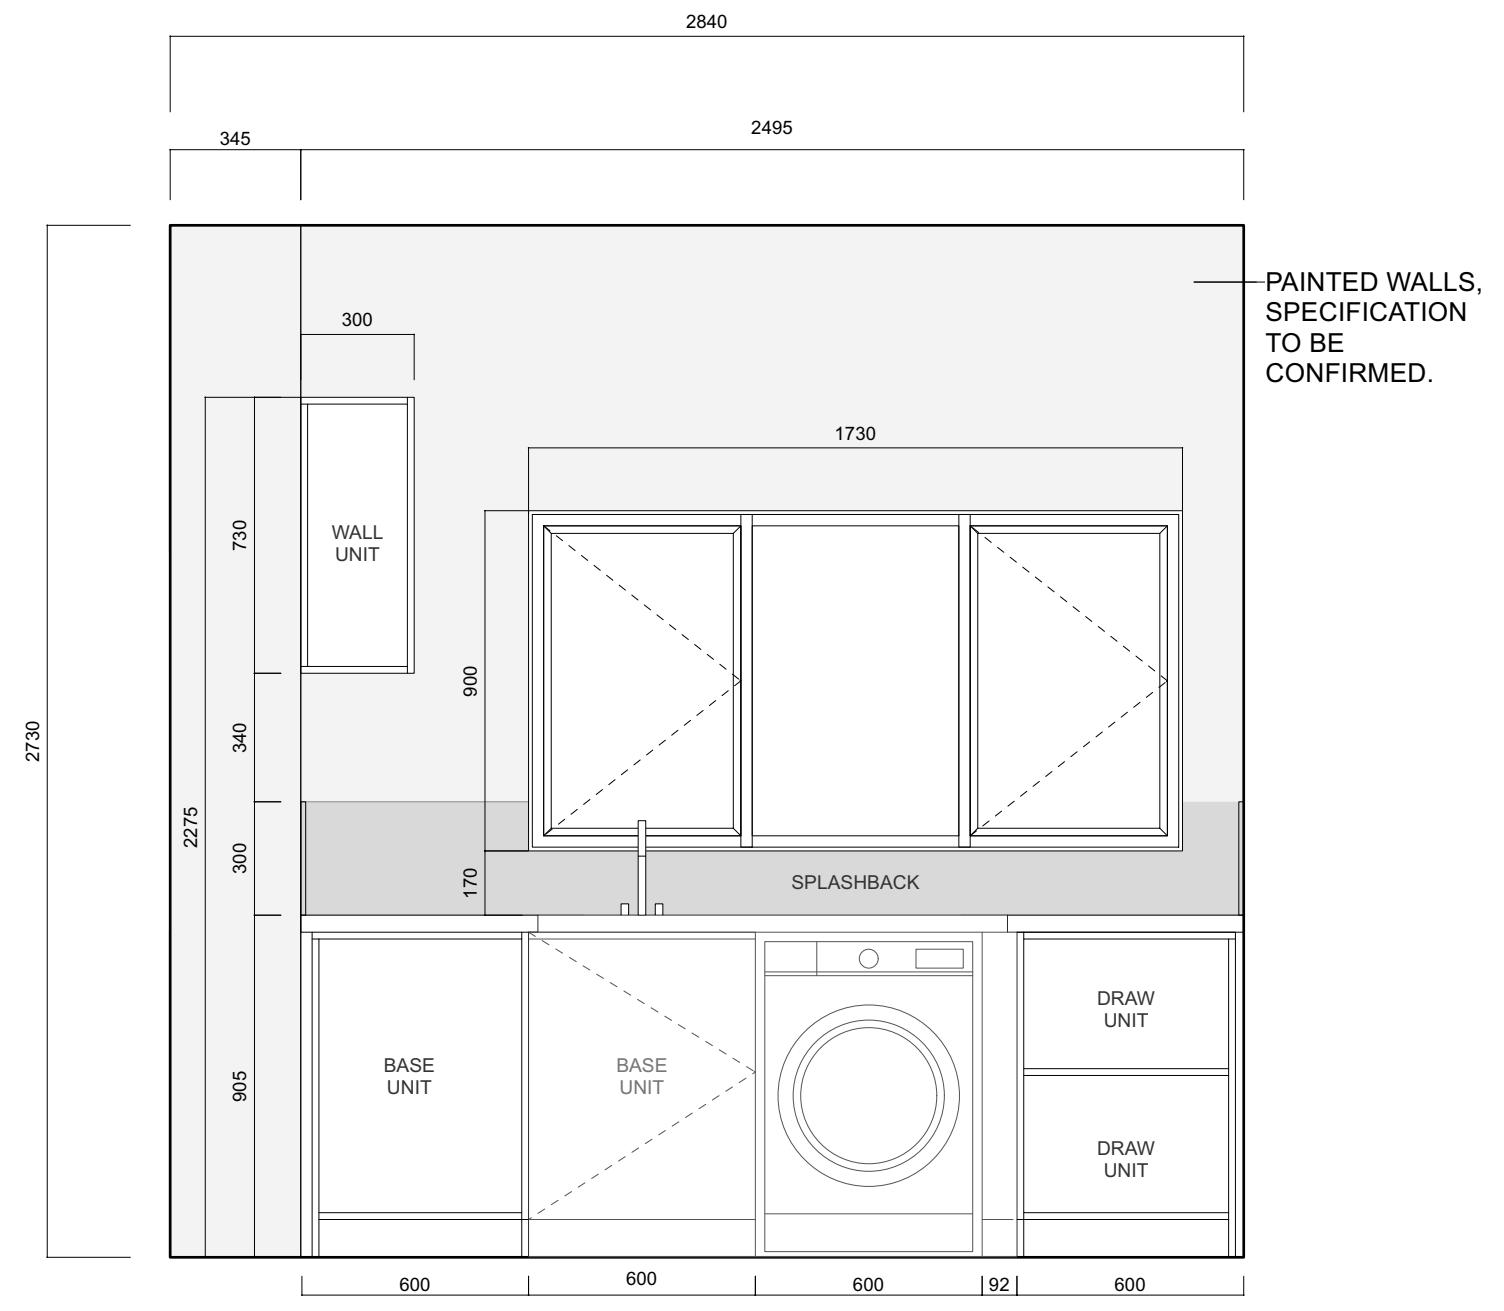 2840
345
2495
300
PAINTED WALLS,
SPECIFICATION
TO BE
CONFIRMED.
1730
730
WALL
UNIT
900
2730
340
2275
300
170
SPLASHBACK
905
BASE
UNIT
BASE
UNIT
DRAW
UNIT
DRAW
UNIT
600
600
600
92
600